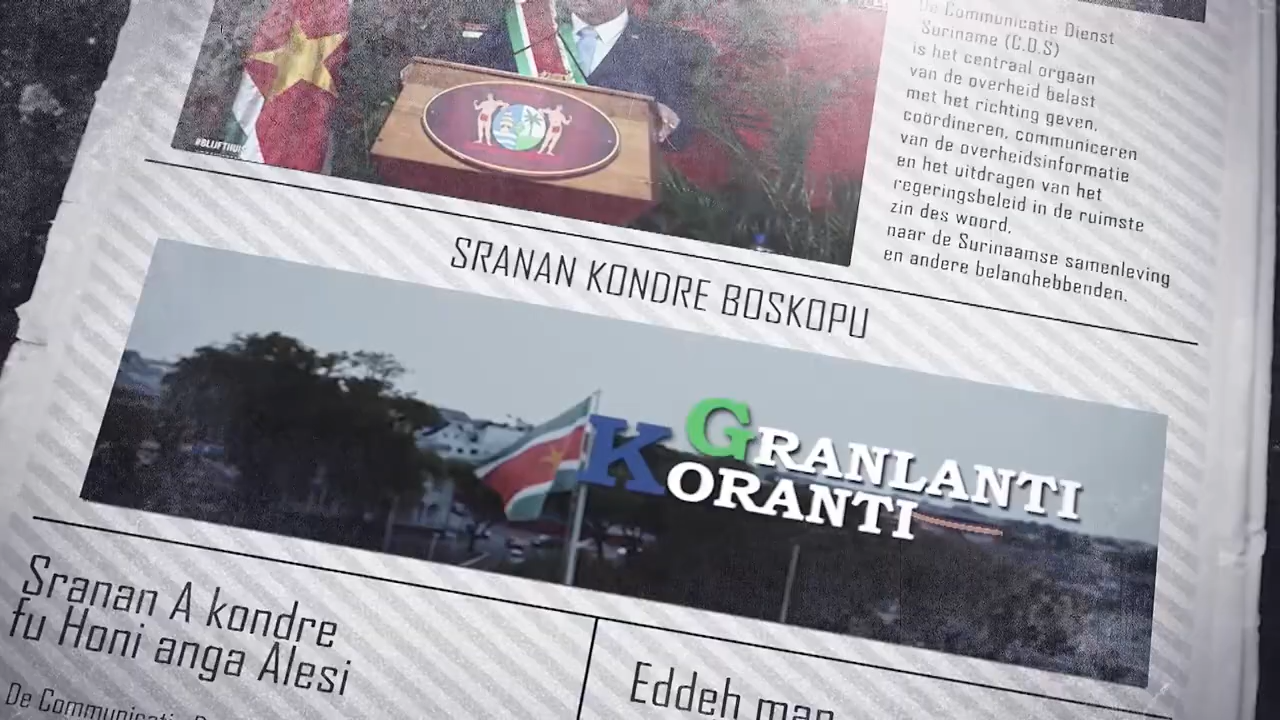 De Communicatie Dienst
Suriname (C.D.S)
is het centraal orgaan
van de overheid belast
met het richting geven,
coördineren, communiceren
van de overheidsinformatie
en het uitdragen van het
regeringsbeleid in de ruimste
zin des woord.
naar de Surinaamse samenleving
en andere belanghebbenden.
SRANAN KONDRE BOSKOPU
GRANLANTI
KORANTI
Sranan A kondre
fu Honi anga Alesi
Eddeh man
De